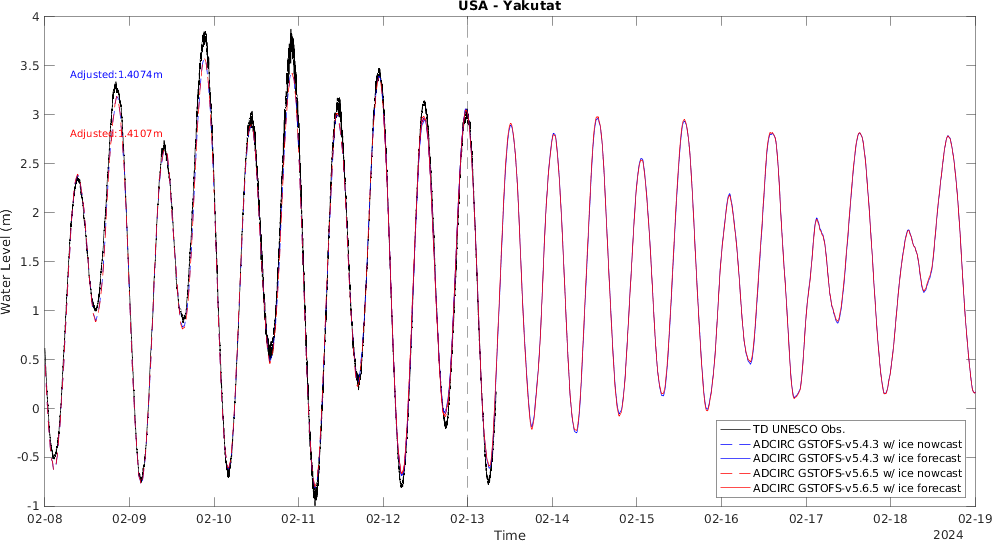 USA - Yakutat
4
3.5
3
2.5
2
1.5
1
0.5
0
-0.5
-1
Water Level (m)
Adjusted:1.4074m
Adjusted:1.4107m
TD UNESCO Obs.
ADCIRC GSTOFS-v5.4.3 w/ ice nowcast
ADCIRC GSTOFS-v5.4.3 w/ ice forecast
ADCIRC GSTOFS-v5.6.5 w/ ice nowcast
ADCIRC GSTOFS-v5.6.5 w/ ice forecast
02-08 02-09 02-10 02-11 02-12 02-13 02-14 02-15 02-16 02-17 02-18 02-19
Time
2024